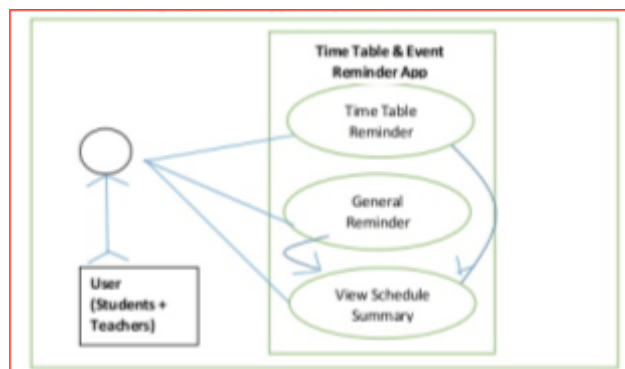 Time Table & Event
Reminder App
Time Table
Reminder
General
Reminder
View Schedule
Summary
User
(Students +
Teachers)